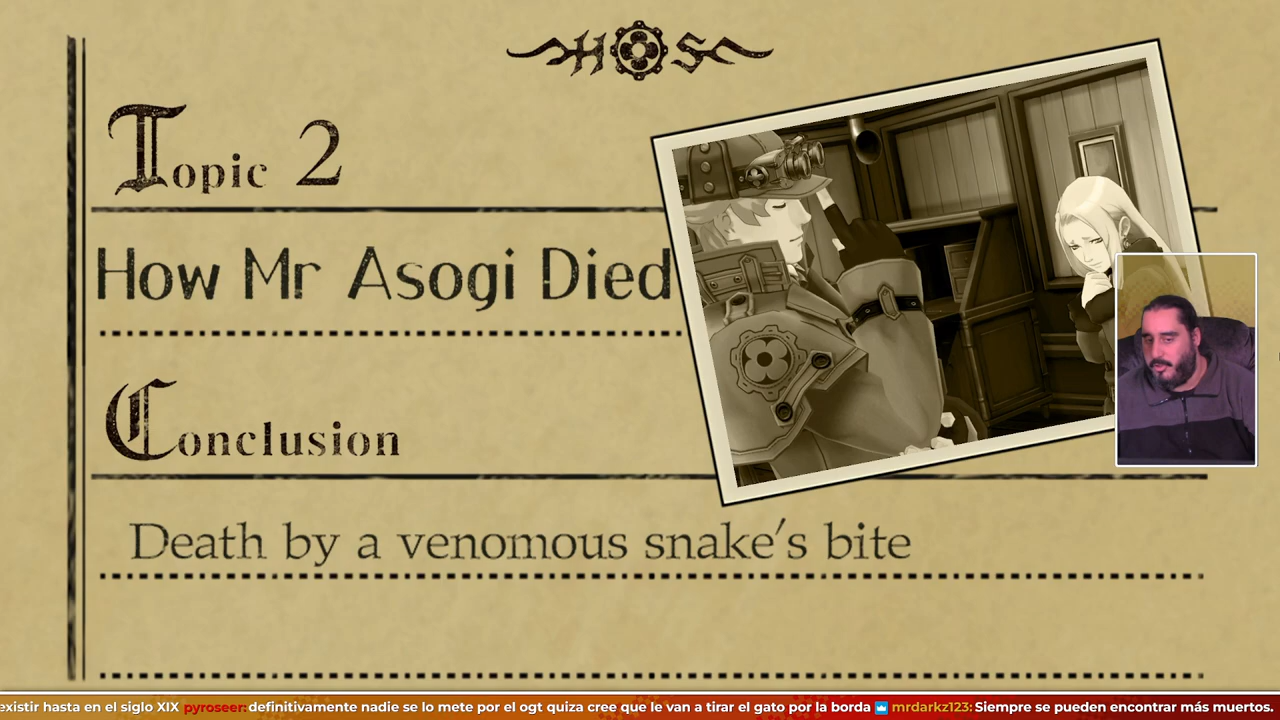 HS
Topic 2
How Mr Asogi Died
Conclusion
Death by a venomous snake's bite
existir hasta en el siglo XIX pyroseer: definitivamente nadie se lo mete por el ogt quiza cree que le van a tirar el gato por la borda mrdarkz123: Siempre se pueden encontrar más muertos.